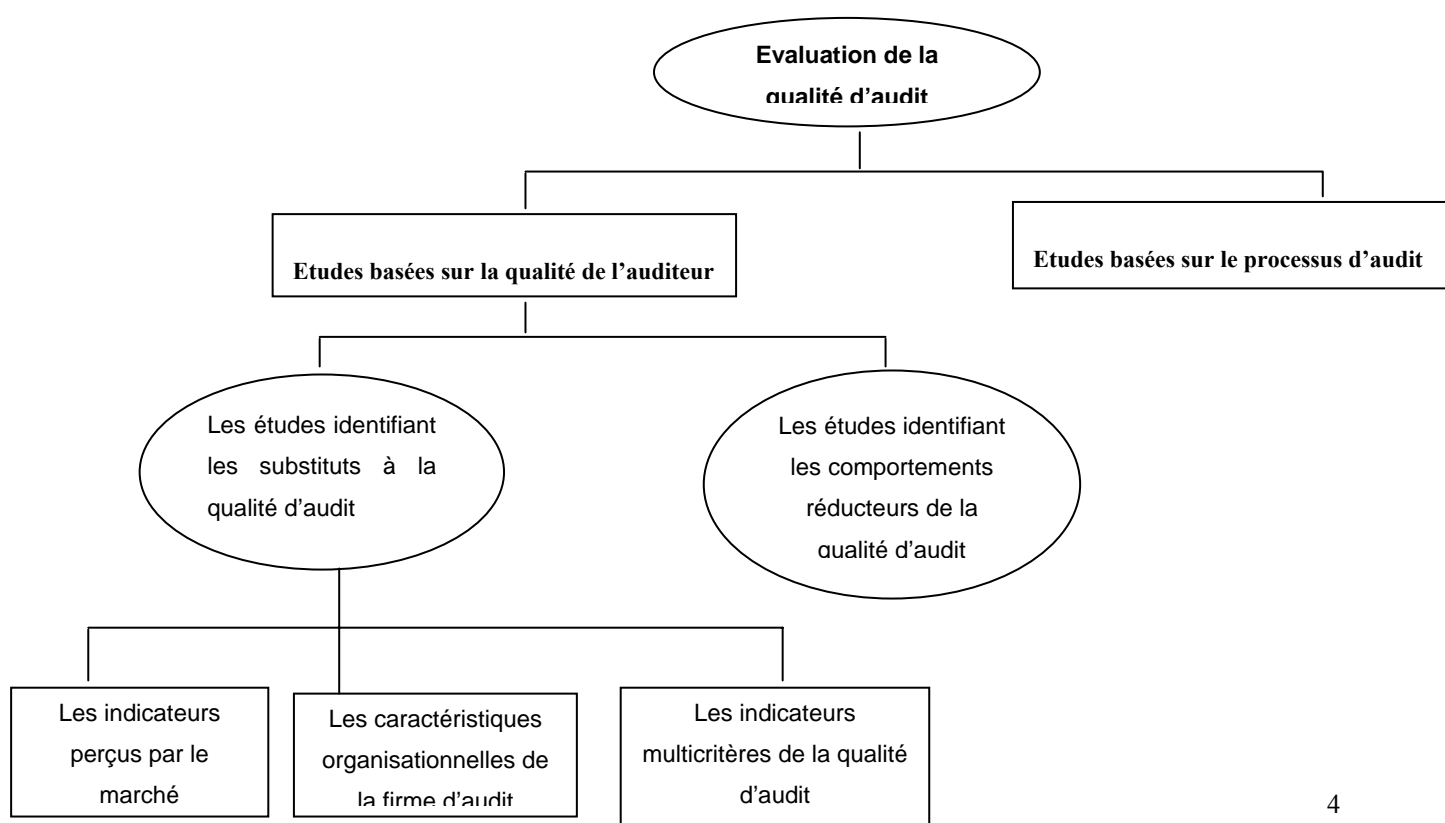 Evaluation de la
qualité d'audit
Etudes basées sur la qualité de l'auditeur
Etudes basées sur le processus d'audit
Les études identifiant
les substituts à la
qualité d'audit
Les études identifiant
les comportements
réducteurs de la
qualité d'audit
Les indicateurs
perçus par le
marché
Les caractéristiques
organisationnelles de
la firme d'audit
Les indicateurs
multicritères de la qualité
d'audit
4